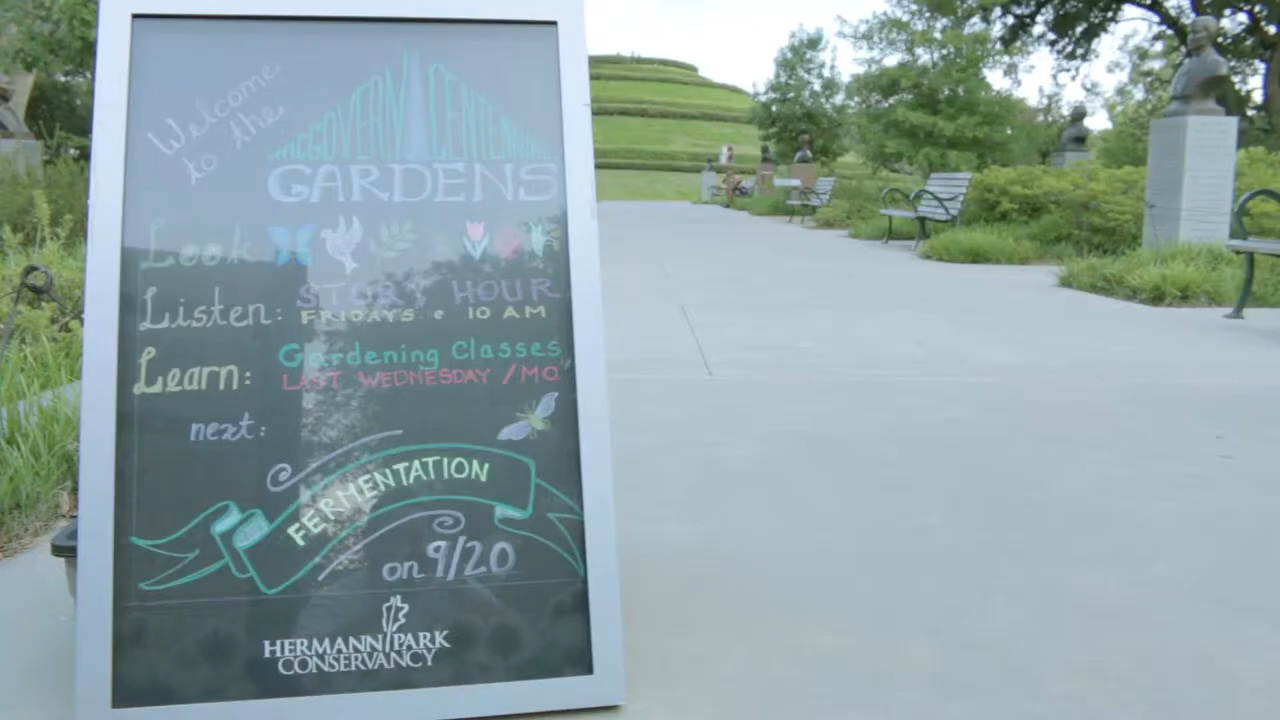 Welcome
to the
McGOVERN CENTENNIAL
GARDENS
Look
Listen: STORY HOUR
FRIDAYS @ 10 AM
Learn: Gardening Classes
LAST WEDNESDAY /MO
next:
FERMENTATION
on 9/20
HERMANN PARK
CONSERVANCY